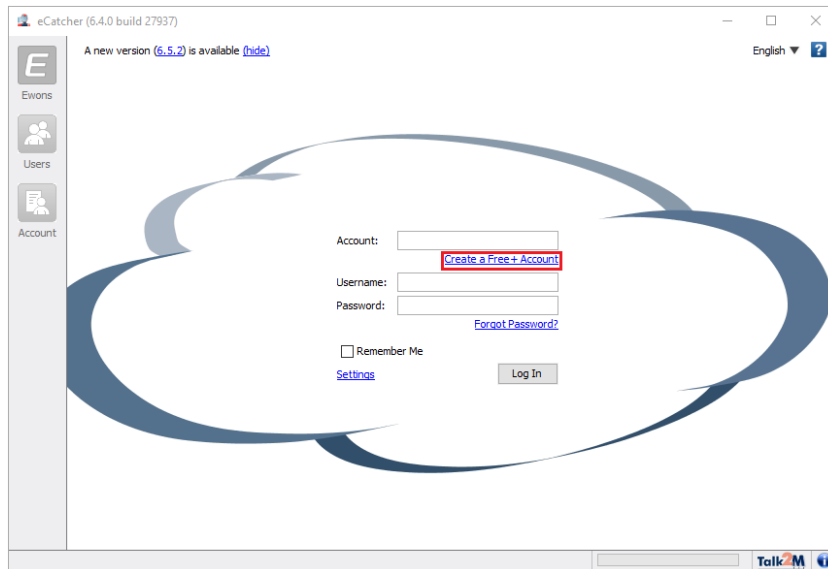 eCatcher (6.4.0 build 27937)
A new version (6.5.2) is available (hide)
English
?
E
Ewons
Users
Account
Account:
Create a Free+ Account
Username:
Password:
Forgot Password?
Remember Me
Settings
Log In
Talk2M
i